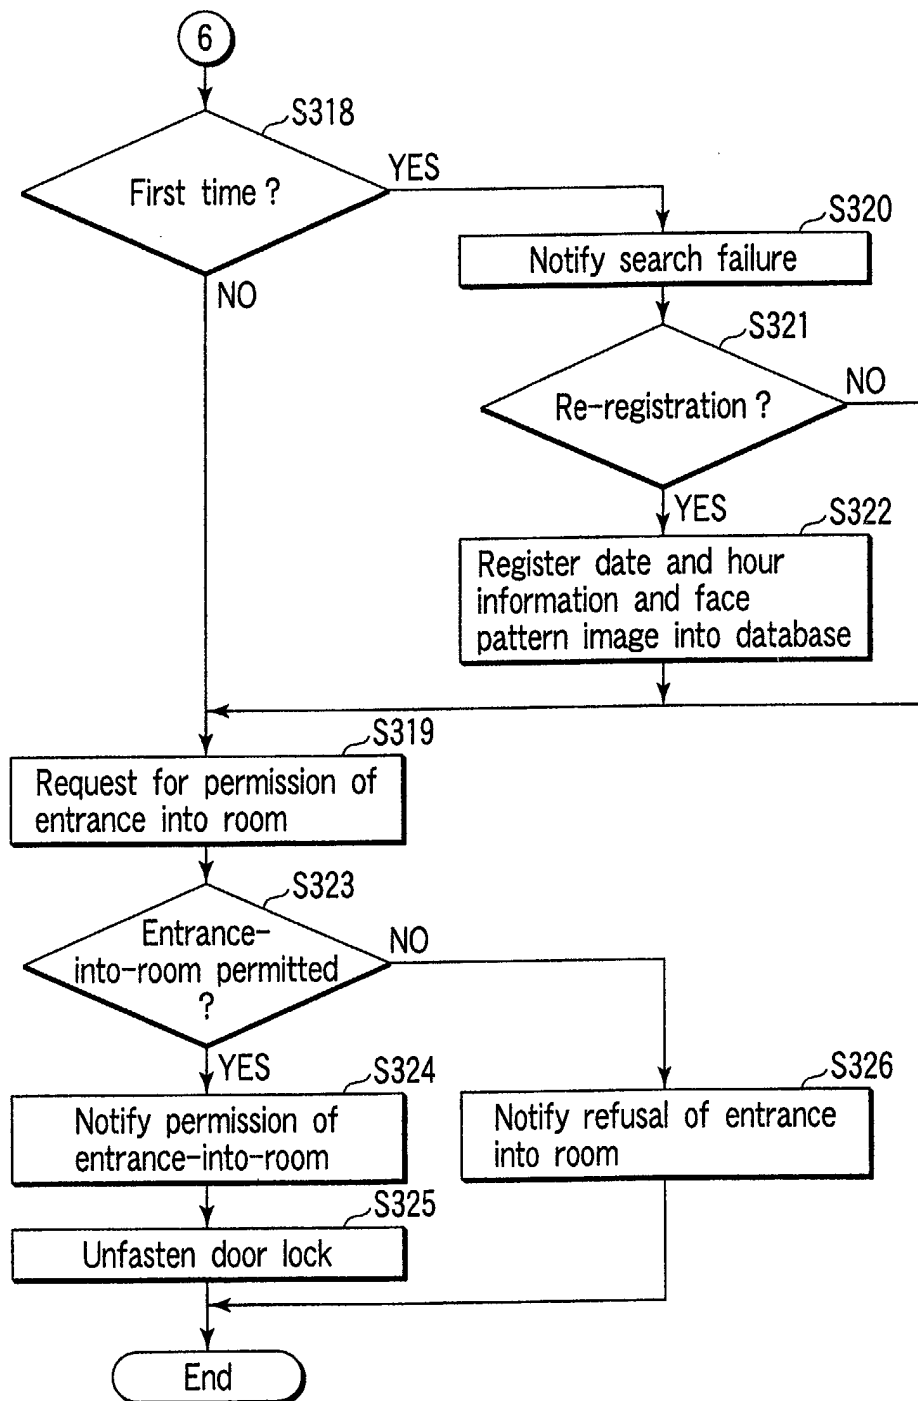 6
S318
First time ?
YES
NO
S320
Notify search failure
S321
Re-registration ?
NO
YES
S322
Register date and hour
information and face
pattern image into database
S319
Request for permission of
entrance into room
S323
Entrance-
into-room permitted
?
NO
YES
S324
Notify permission of
entrance-into-room
S326
Notify refusal of entrance
into room
S325
Unfasten door lock
End